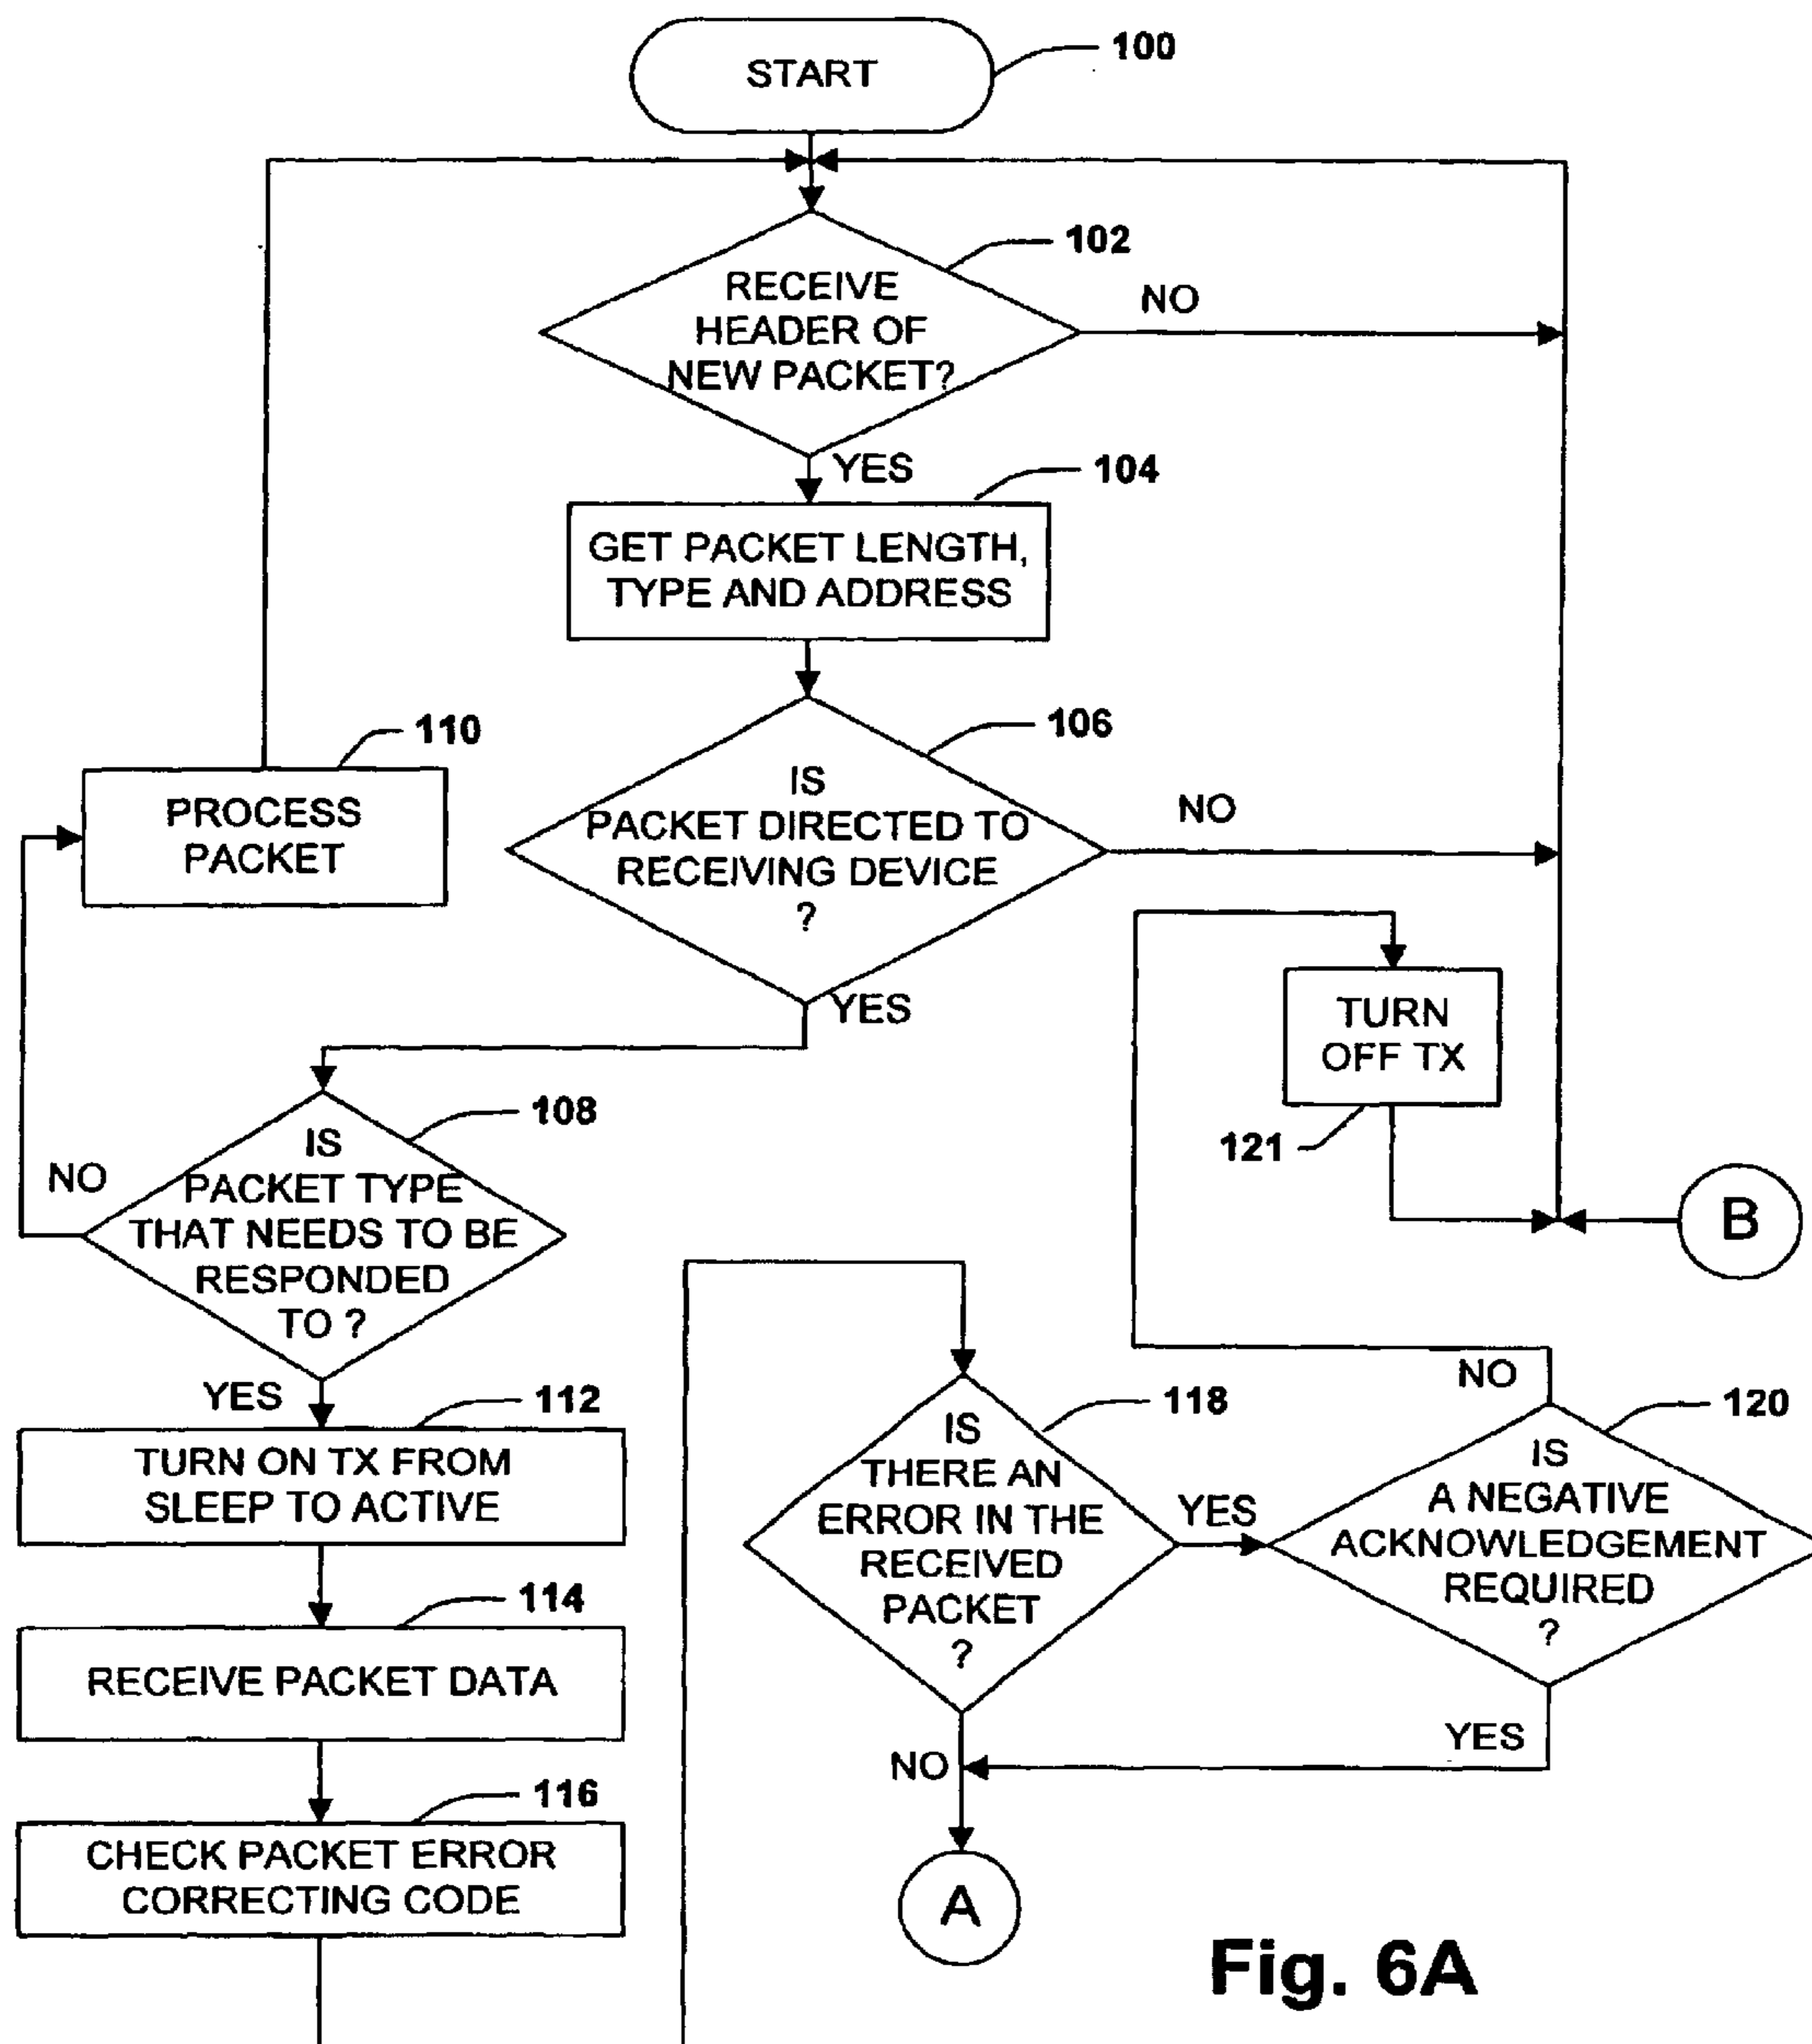 START
100
RECEIVE
HEADER OF
NEW PACKET?
102
NO
YES
104
GET PACKET LENGTH,
TYPE AND ADDRESS
110
PROCESS
PACKET
106
IS
PACKET DIRECTED TO
RECEIVING DEVICE
?
NO
YES
TURN
OFF TX
121
B
108
IS
PACKET TYPE
THAT NEEDS TO BE
RESPONDED
TO ?
NO
YES
112
TURN ON TX FROM
SLEEP TO ACTIVE
114
RECEIVE PACKET DATA
116
CHECK PACKET ERROR
CORRECTING CODE
118
IS
THERE AN
ERROR IN THE
RECEIVED
PACKET
?
YES
NO
120
IS
A NEGATIVE
ACKNOWLEDGEMENT
REQUIRED
?
NO
YES
A
Fig. 6A